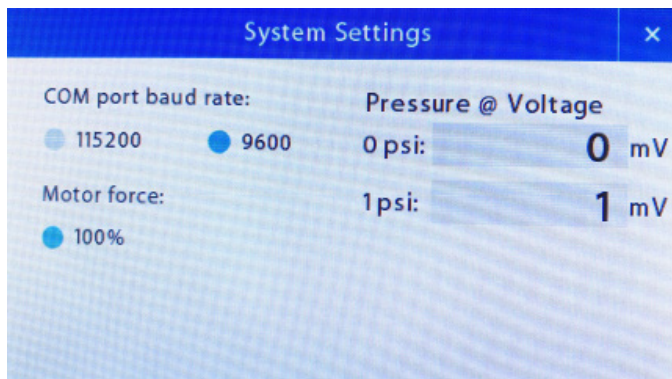 System Settings ×
COM port baud rate:
115200 9600
Motor force:
100%
Pressure @ Voltage
0 psi: 0 mV
1 psi: 1 mV